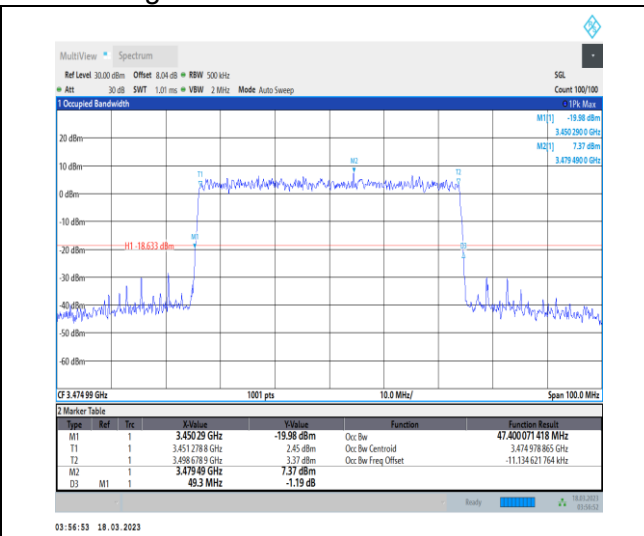 MultiView Spectrum
Ref Level 30.00 dBm Offset 8.04 dB RBW 500 kHz SGL
Att 30 dB SWT 1.01 ms VBW 2 MHz Mode Auto Sweep Count 100/100
1 Occupied Bandwidth 1Pk Max
M1[1] -19.98 dBm
3.450 290 0 GHz
M2[1] 7.37 dBm
3.479 490 0 GHz
20 dBm
10 dBm
M2
T1
T2
0 dBm
-10 dBm
M1
H1 -18.633 dBm
D3
-20 dBm
-30 dBm
-40 dBm
-50 dBm
-60 dBm
CF 3.474 99 GHz 1001 pts 10.0 MHz/ Span 100.0 MHz
2 Marker Table
Type Ref Trc X-Value Y-Value Function Function Result
M1 1 3.450 29 GHz -19.98 dBm Occ Bw 47.400 071 418 MHz
T1 1 3.451 278 8 GHz 2.45 dBm Occ Bw Centroid 3.474 978 865 GHz
T2 1 3.498 678 9 GHz 3.37 dBm Occ Bw Freq Offset -11.134 621 764 kHz
M2 1 3.479 49 GHz 7.37 dBm
D3 M1 1 49.3 MHz -1.19 dB
Ready 18.03.2023
03:56:52
03:56:53 18.03.2023